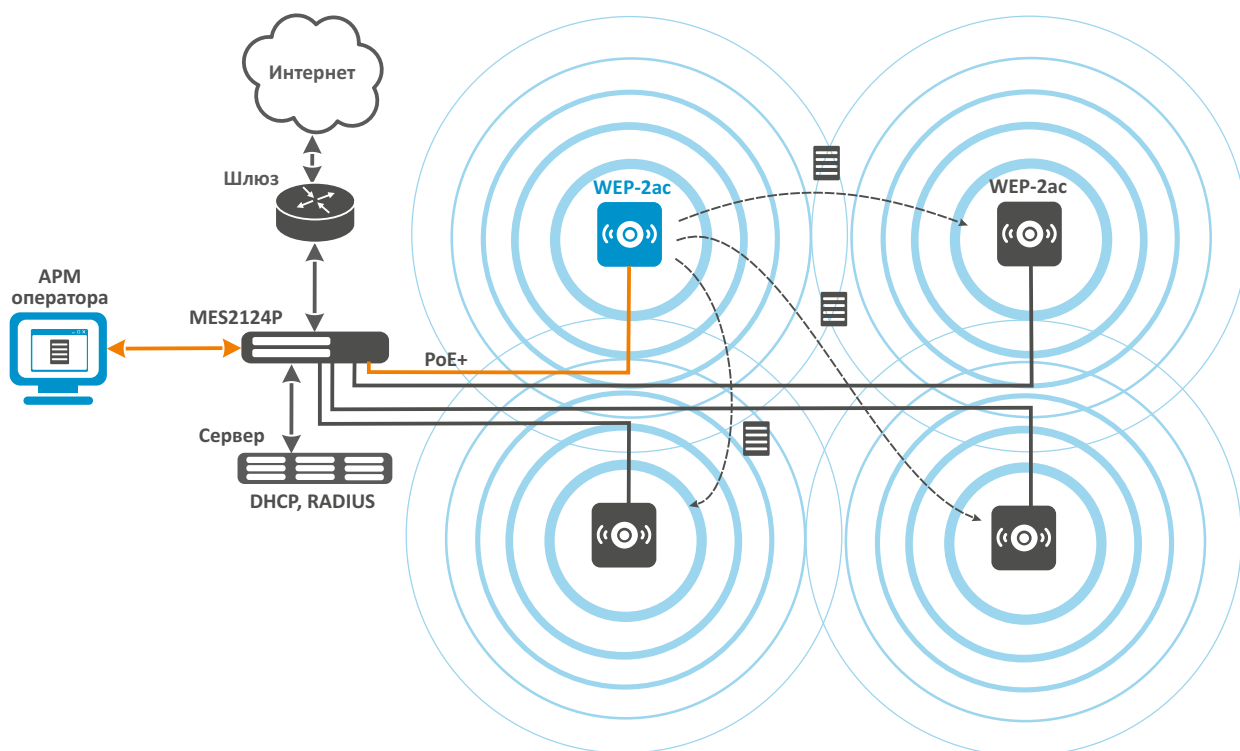 Интернет
Шлюз
WEP-2ac
WEP-2ac
АРМ
оператора
MES2124P
PoE+
Сервер
DHCP, RADIUS